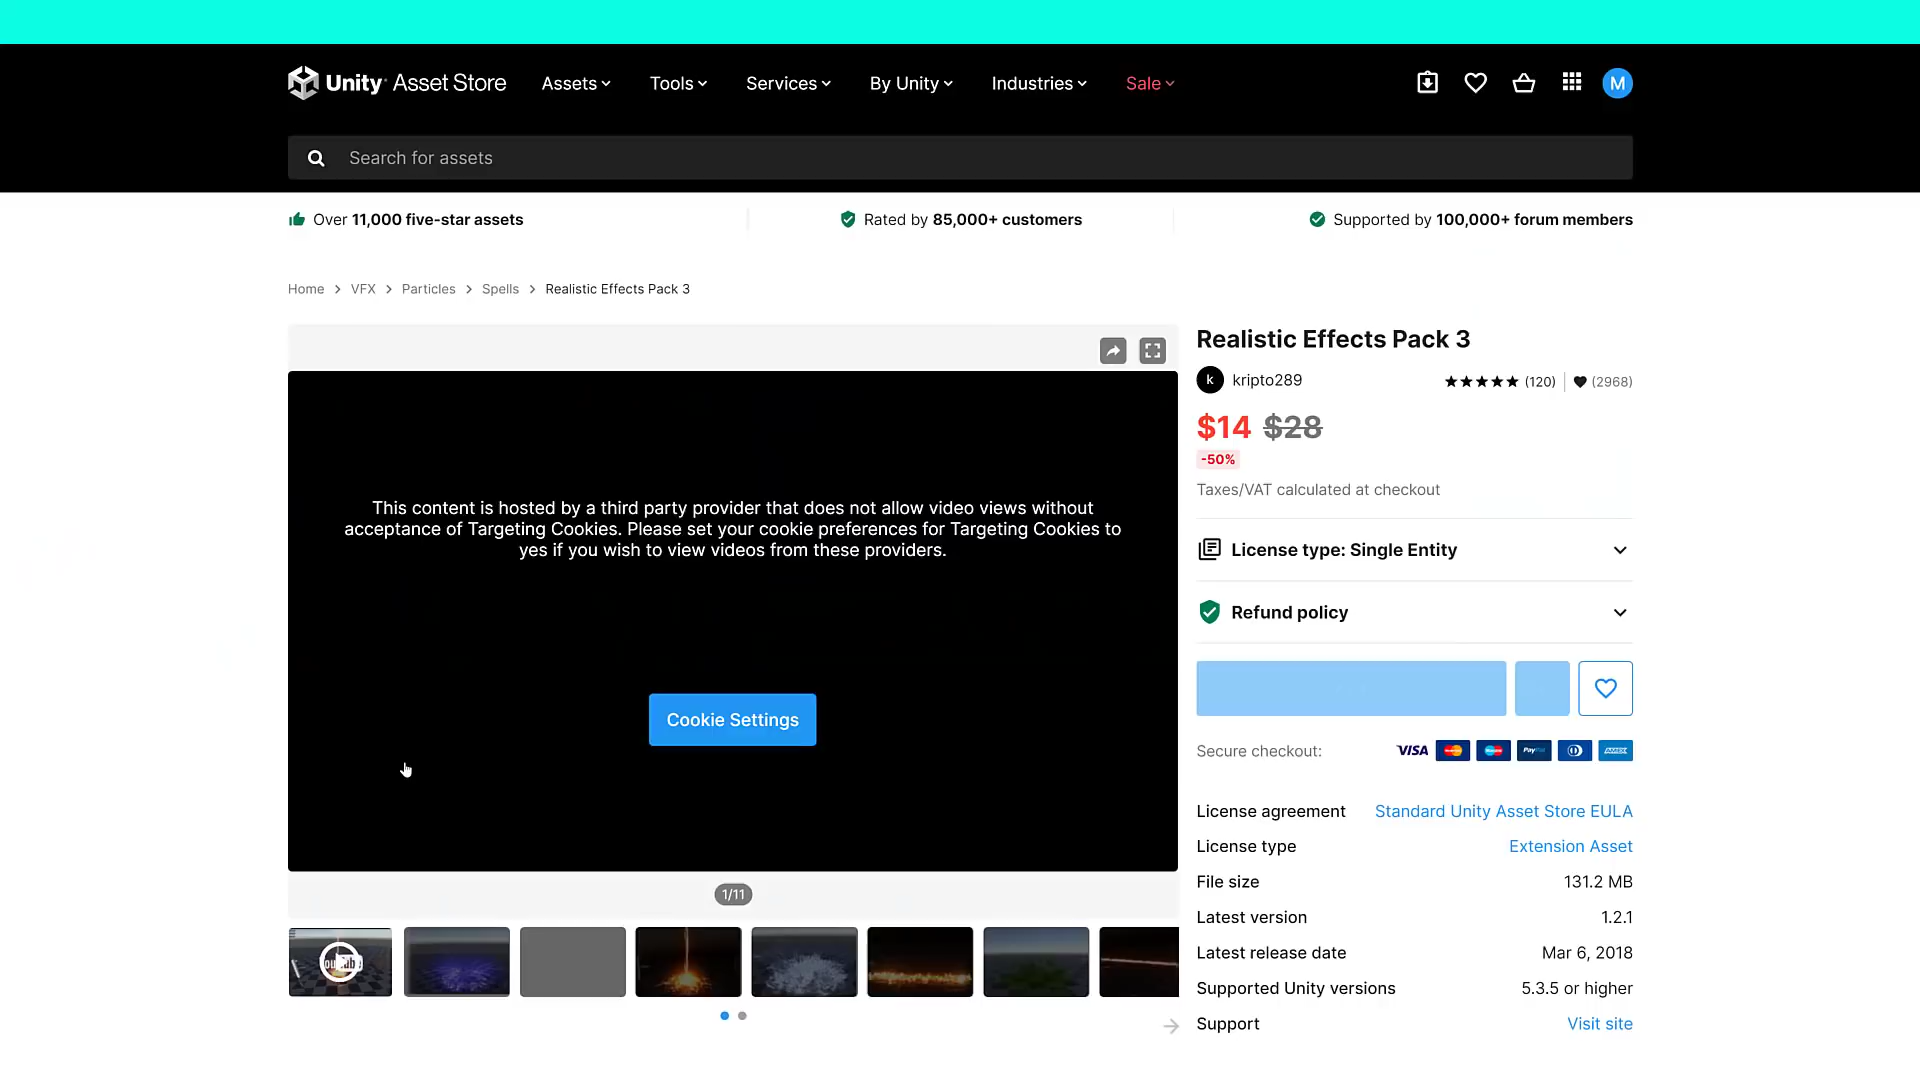 Unity Asset Store
Assets
Tools
Services
By Unity
Industries
Sale
M
Search for assets
Over 11,000 five-star assets
Rated by 85,000+ customers
Supported by 100,000+ forum members
Home > VFX > Particles > Spells > Realistic Effects Pack 3
Realistic Effects Pack 3
k kripto289
(120)
(2968)
$14 $28
-50%
Taxes/VAT calculated at checkout
This content is hosted by a third party provider that does not allow video views without
acceptance of Targeting Cookies. Please set your cookie preferences for Targeting Cookies to
yes if you wish to view videos from these providers.
Cookie Settings
1/11
License type: Single Entity
Refund policy
Secure checkout:
VISA
PayPal
AMEX
License agreement Standard Unity Asset Store EULA
License type Extension Asset
File size 131.2 MB
Latest version 1.2.1
Latest release date Mar 6, 2018
Supported Unity versions 5.3.5 or higher
Support Visit site